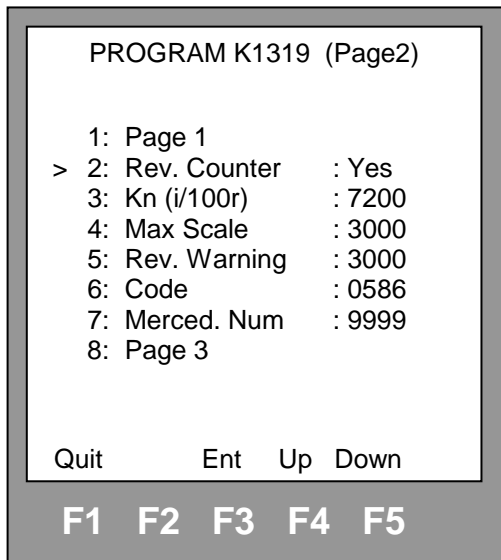 PROGRAM K1319 (Page2)
1: Page 1
> 2: Rev. Counter : Yes
3: Kn (i/100r) : 7200
4: Max Scale : 3000
5: Rev. Warning : 3000
6: Code : 0586
7: Merced. Num : 9999
8: Page 3
Quit Ent Up Down
F1 F2 F3 F4 F5